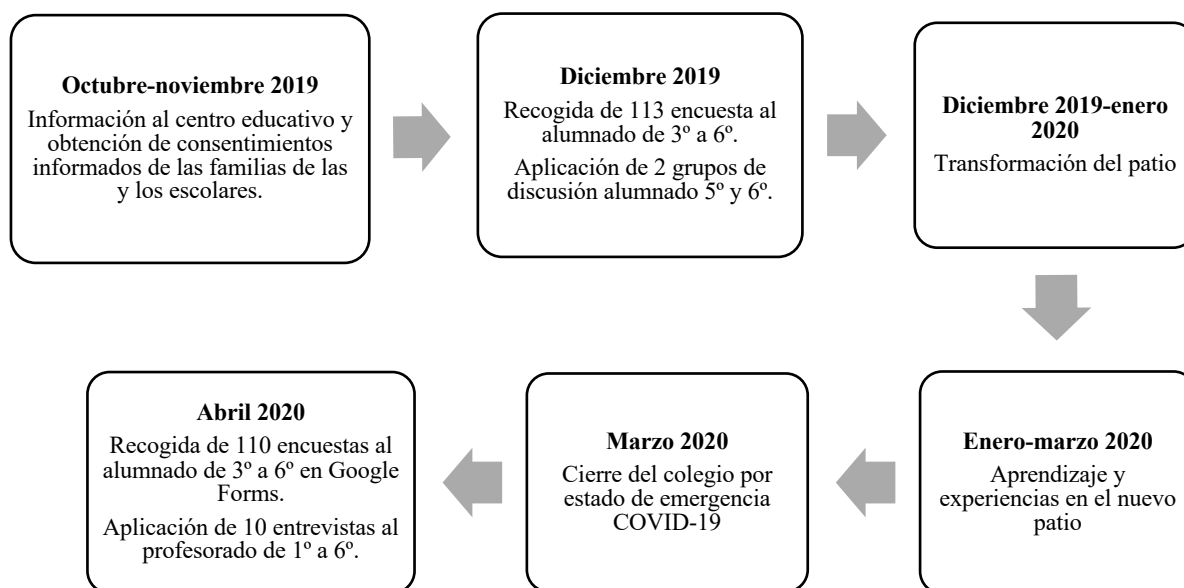 Octubre-noviembre 2019
Información al centro educativo y
obtención de consentimientos
informados de las familias de las
y los escolares.
Diciembre 2019
Recogida de 113 encuesta al
alumnado de 3º a 6º.
Aplicación de 2 grupos de
discusión alumnado 5º y 6º.
Diciembre 2019-enero
2020
Transformación del patio
Enero-marzo 2020
Aprendizaje y
experiencias en el nuevo
patio
Marzo 2020
Cierre del colegio por
estado de emergencia
COVID-19
Abril 2020
Recogida de 110 encuestas al
alumnado de 3º a 6º en Google
Forms.
Aplicación de 10 entrevistas al
profesorado de 1º a 6º.